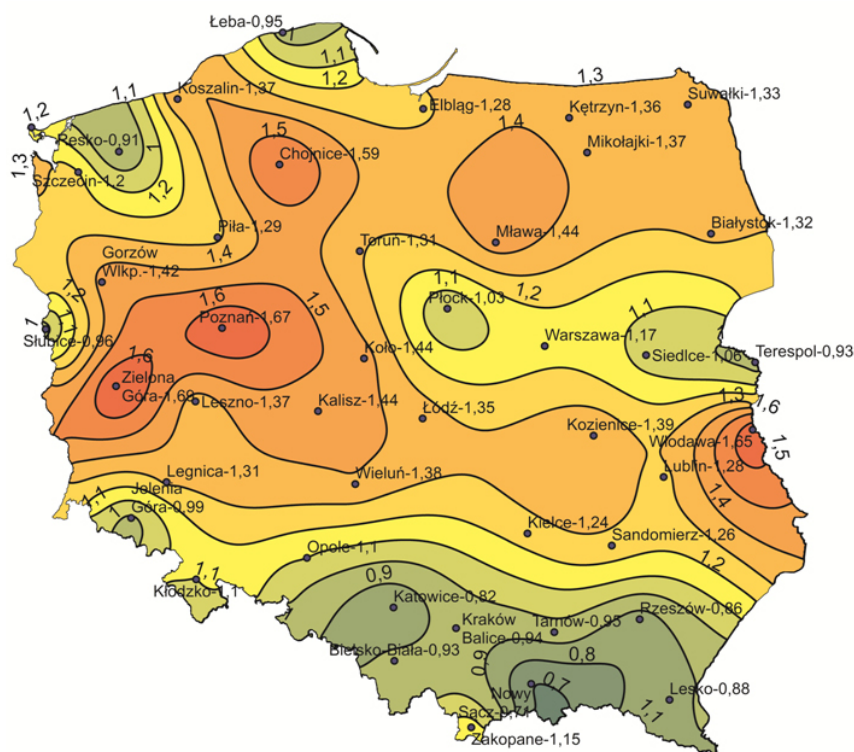 Łeba-0,95
1
1,1
1,2
1,3
Koszalin-1,37
1,1
1,2
Elbląg-1,28
Kętrzyn-1,36
Suwałki-1,33
Resko-0,91
1
1,5
1,4
Mikołajki-1,37
Chojnice-1,59
1,3
Szczecin-1,2
1,2
Piła-1,29
1,4
Toruń-1,31
Mława-1,44
Białystok-1,32
Gorzów
Wlkp.-1,42
1,2
1,1
1,2
1,6
1,5
Płock-1,03
1,1
1
1,1
Poznań-1,67
Słubice-0,96
Warszawa-1,17
1
Koło-1,44
Siedlce-1,06
Terespol-0,93
1,6
Zielona
Góra-1,68
Leszno-1,37
Kalisz-1,44
Łódź-1,35
1,3
1,6
Kozienice-1,39
Włodawa-1,65
1,5
Legnica-1,31
Wieluń-1,38
Lublin-1,28
1,4
1,1
Jelenia
Góra-0,99
1
Kielce-1,24
Sandomierz-1,26
Opole-1,1
1,2
1,1
Kłodzko-1,1
0,9
Katowice-0,82
Rzeszów-0,86
Kraków
Balice-0,94
Tarnów-0,95
Bielsko-Biała-0,93
0,9
0,8
Nowy
Sącz-0,71
0,7
Lesko-0,88
1,1
Zakopane-1,15